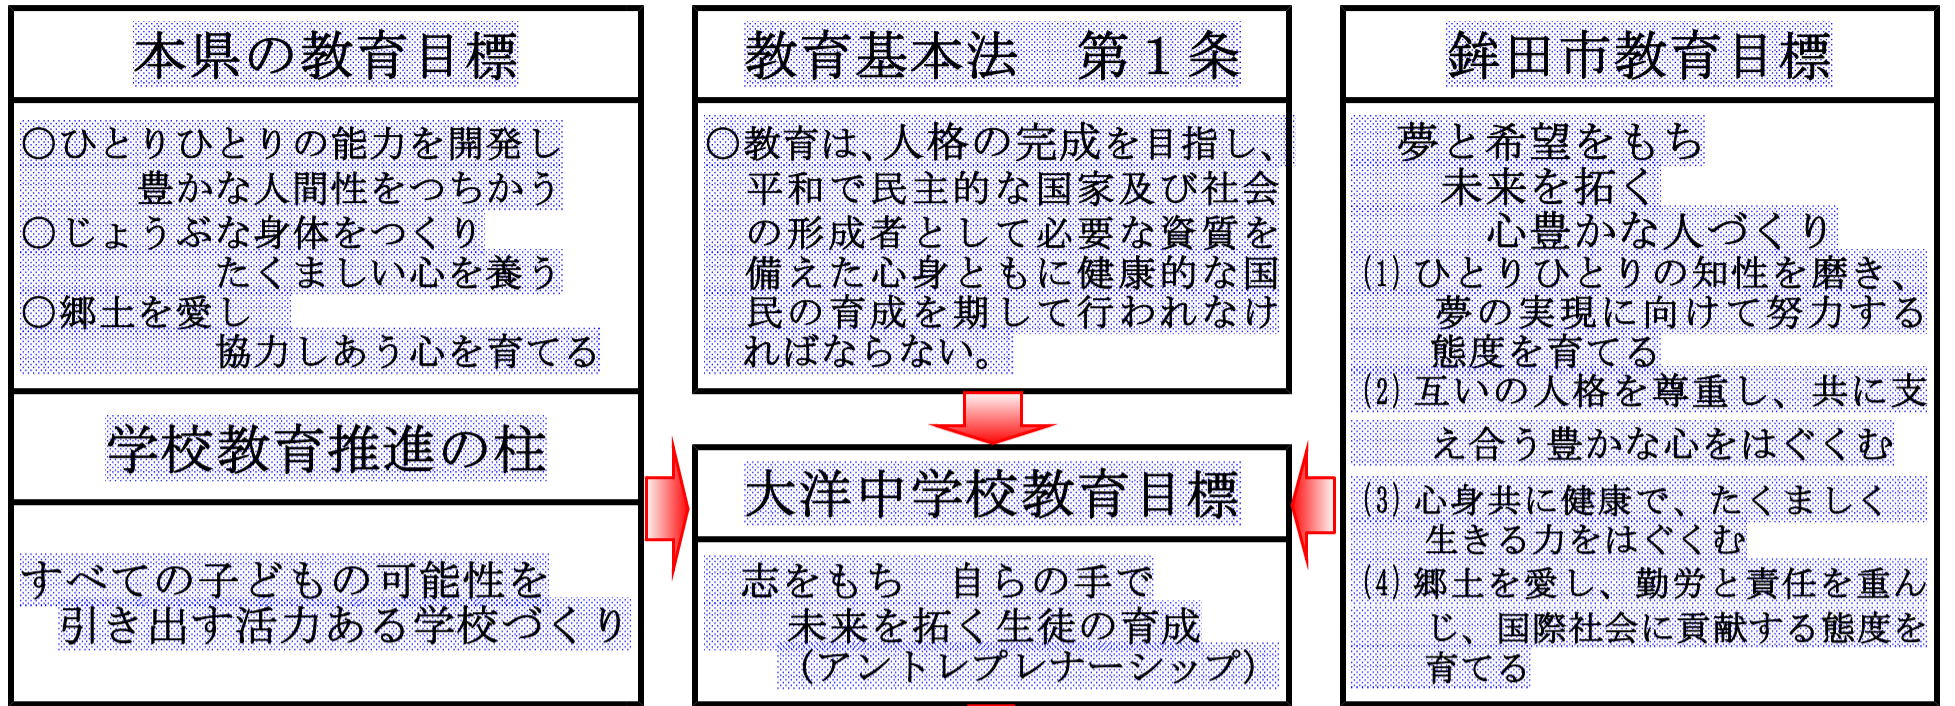 本県の教育目標
○ひとりひとりの能力を開発し
豊かな人間性をつちかう
○じょうぶな身体をつくり
たくましい心を養う
○郷土を愛し
協力しあう心を育てる
学校教育推進の柱
すべての子どもの可能性を
引き出す活力ある学校づくり
教育基本法　第１条
○教育は、人格の完成を目指し、
平和で民主的な国家及び社会
の形成者として必要な資質を
備えた心身ともに健康的な国
民の育成を期して行われなけ
ればならない。
大洋中学校教育目標
志をもち　自らの手で
未来を拓く生徒の育成
（アントレプレナーシップ）
鉾田市教育目標
夢と希望をもち
未来を拓く
心豊かな人づくり
(1) ひとりひとりの知性を磨き、
夢の実現に向けて努力する
態度を育てる
(2) 互いの人格を尊重し、共に支
え合う豊かな心をはぐくむ
(3) 心身共に健康で、たくましく
生きる力をはぐくむ
(4) 郷土を愛し、勤労と責任を重ん
じ、国際社会に貢献する態度を
育てる